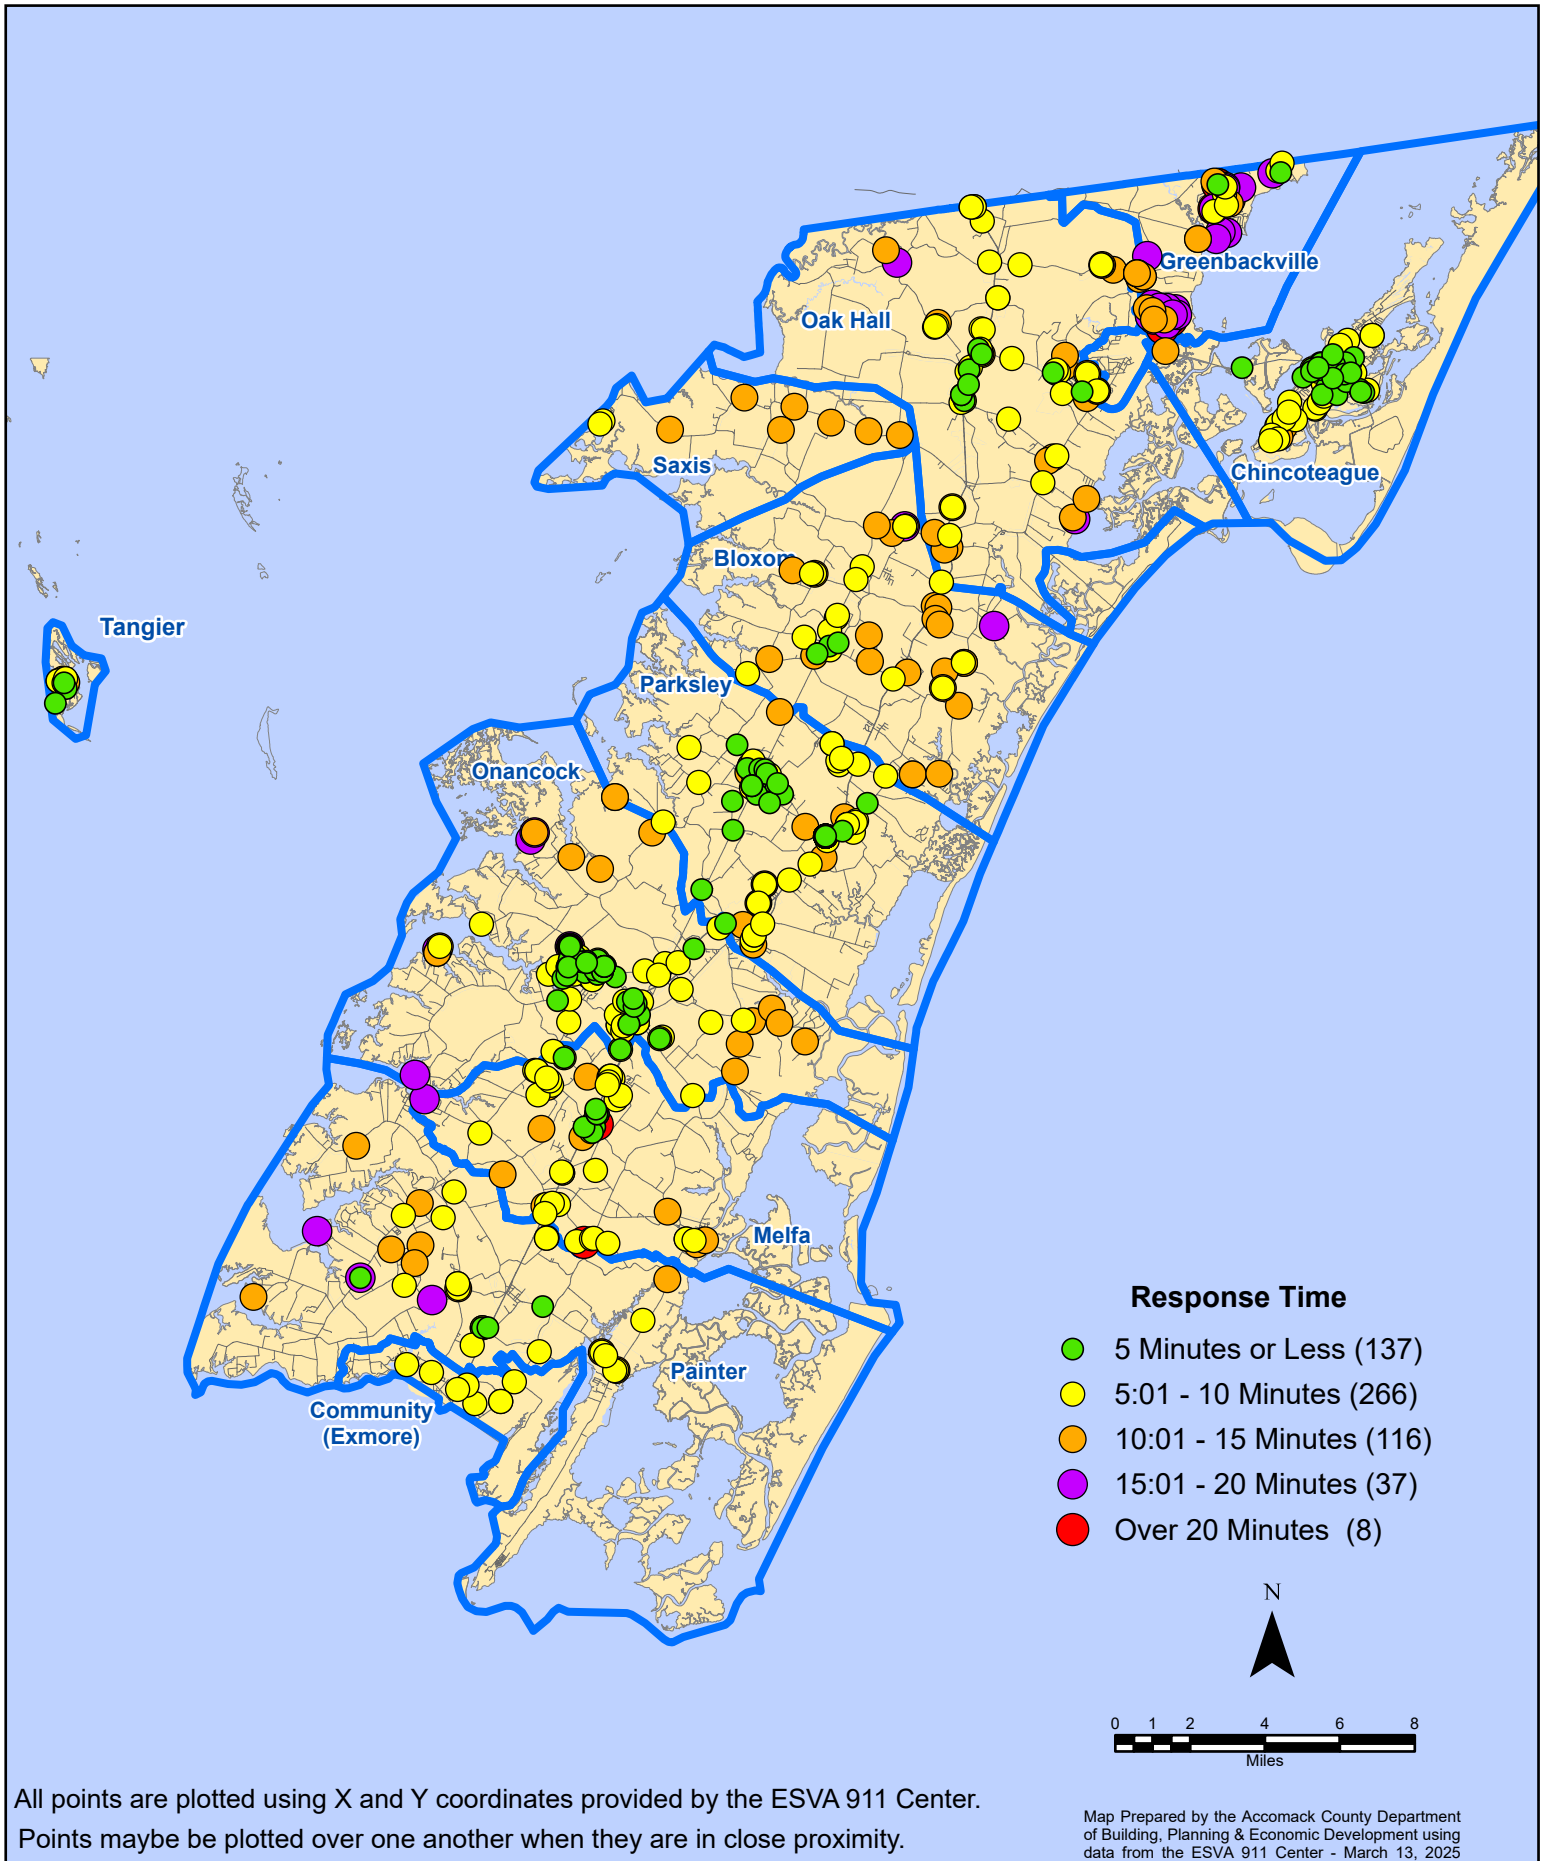 Greenbackville
Oak Hall
Saxis
Chincoteague
Bloxom
Tangier
Parksley
Onancock
Melfa
Painter
Community
(Exmore)
Response Time
5 Minutes or Less (137)
5:01 - 10 Minutes (266)
10:01 - 15 Minutes (116)
15:01 - 20 Minutes (37)
Over 20 Minutes (8)
N
0 1 2 4 6 8
Miles
All points are plotted using X and Y coordinates provided by the ESVA 911 Center.
Points maybe be plotted over one another when they are in close proximity.
Map Prepared by the Accomack County Department
of Building, Planning & Economic Development using
data from the ESVA 911 Center - March 13, 2025